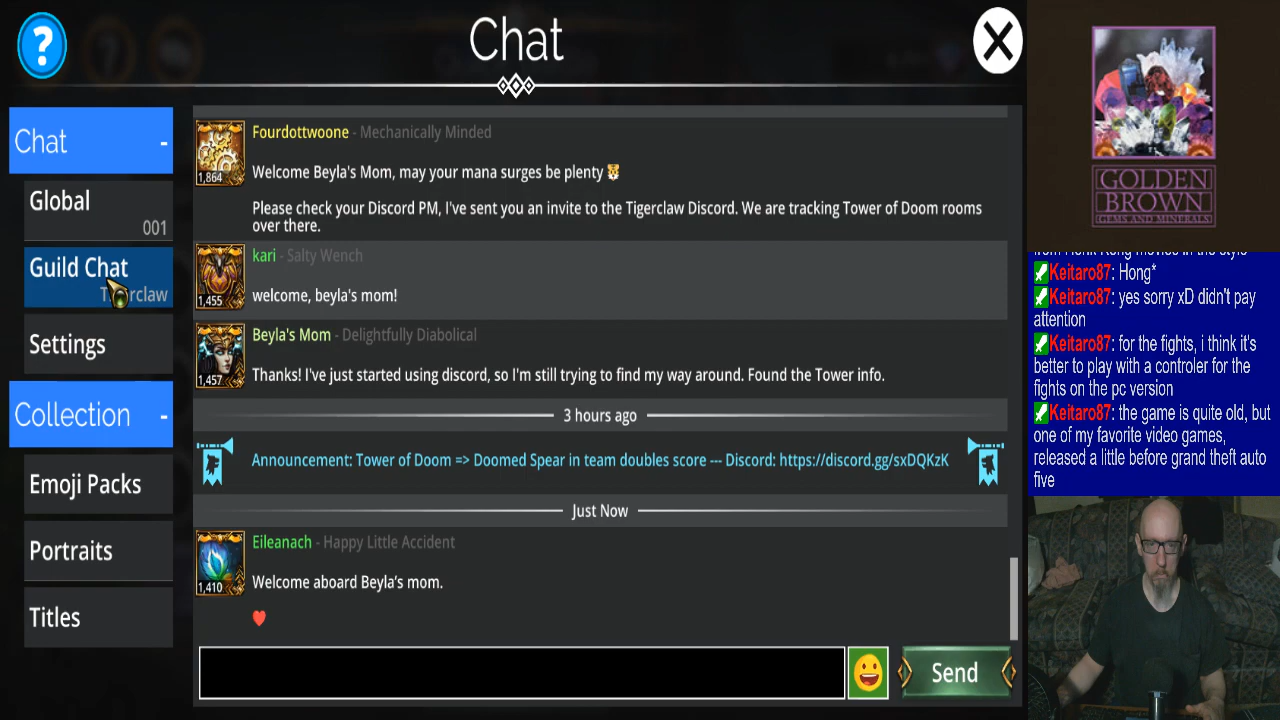 ?
Chat
X
Chat -
Global
001
Guild Chat
Settings
Collection -
Emoji Packs
Portraits
Titles
Fourdottwoone - Mechanically Minded
1,864
Welcome Beyla's Mom, may your mana surges be plenty 🐯
Please check your Discord PM, I've sent you an invite to the Tigerclaw Discord. We are tracking Tower of Doom rooms
over there.
kari - Salty Wench
1,455
welcome, beyla's mom!
Beyla's Mom - Delightfully Diabolical
1,457
Thanks! I've just started using discord, so I'm still trying to find my way around. Found the Tower info.
3 hours ago
Announcement: Tower of Doom => Doomed Spear in team doubles score --- Discord: https://discord.gg/sxDQKzK
Just Now
Eileanach - Happy Little Accident
1,410
Welcome aboard Beyla's mom.
❤
Send
GOLDEN
BROWN
GEMS AND MINERALS
from Honk Kong movies in the style
Keitaro87: Hong*
Keitaro87: yes sorry xD didn't pay
attention
Keitaro87: for the fights, i think it's
better to play with a controler for the
fights on the pc version
Keitaro87: the game is quite old, but
one of my favorite video games,
released a little before grand theft auto
five